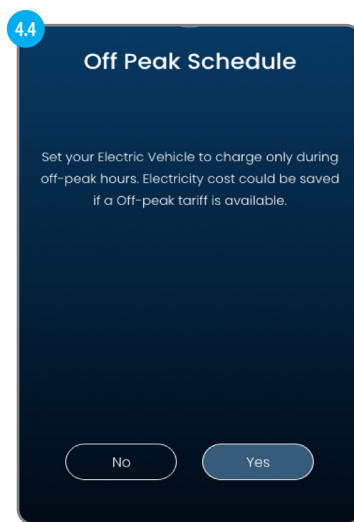 4.4
Off Peak Schedule
Set your Electric Vehicle to charge only during
off-peak hours. Electricity cost could be saved
if a Off-peak tariff is available.
No
Yes